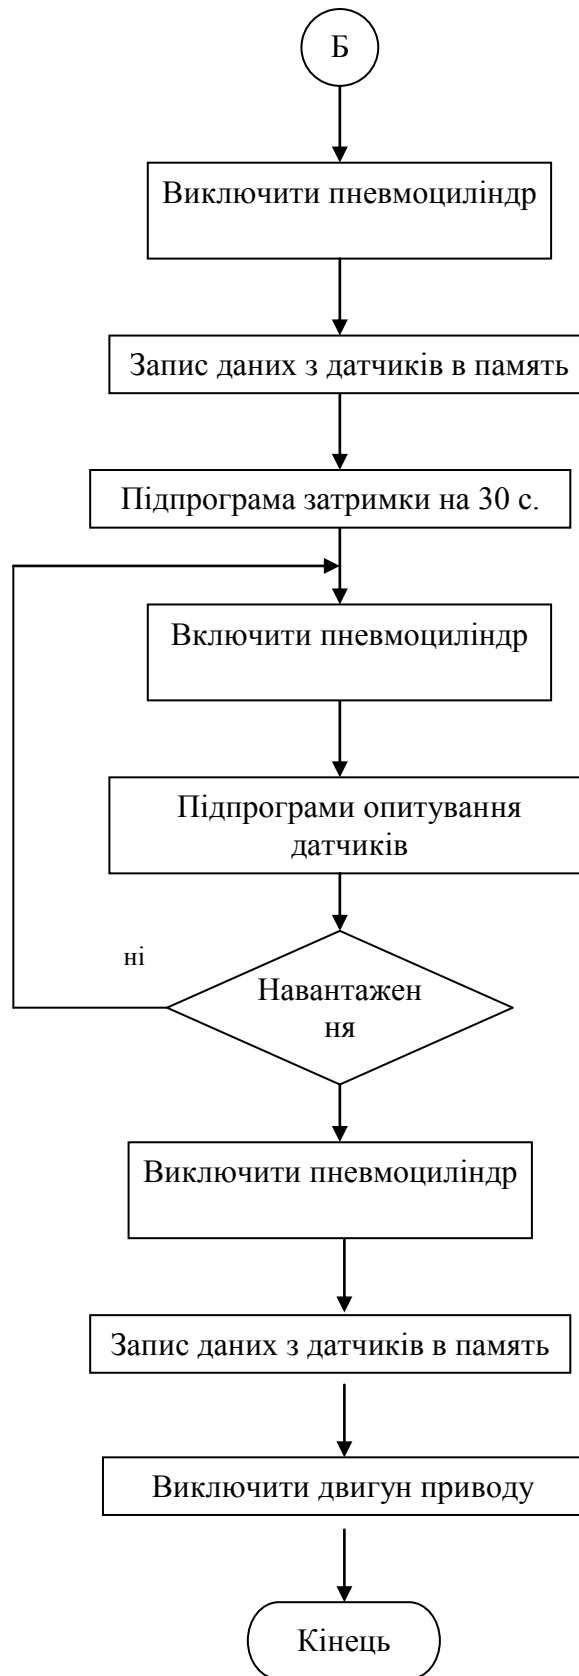 Б
Виключити пневмоциліндр
Запис даних з датчиків в память
Підпрограма затримки на 30 с.
Включити пневмоциліндр
Підпрограми опитування
датчиків
ні
Навантажен
ня
Виключити пневмоциліндр
Запис даних з датчиків в память
Виключити двигун приводу
Кінець